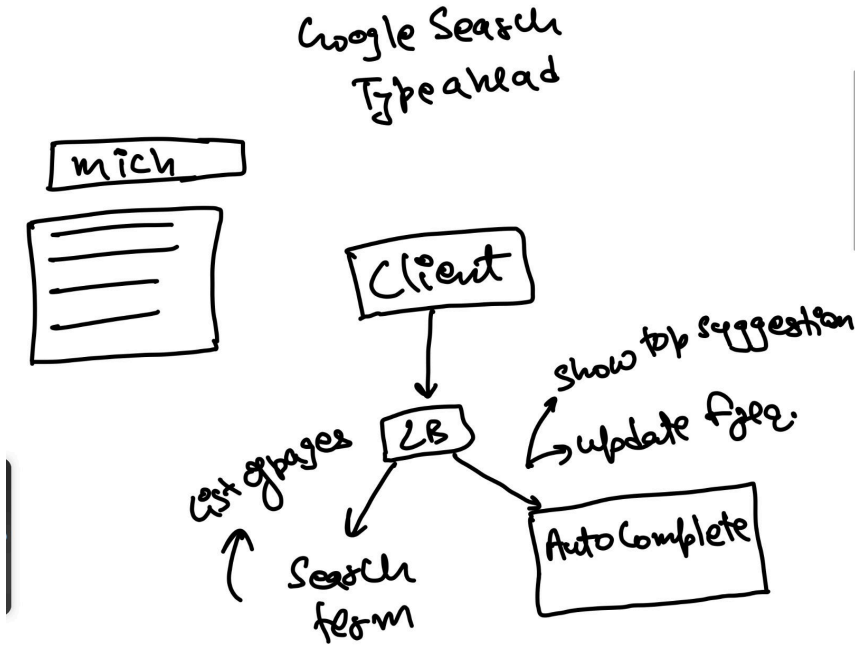 Google Search
Typeahead
mich
Client
show top suggestion
update freq.
LB
List of pages
Search
term
AutoComplete